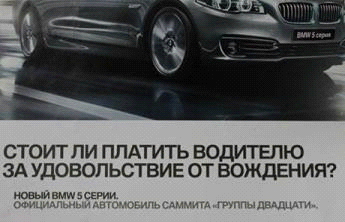 BMW 5 серия
СТОИТ ЛИ ПЛАТИТЬ ВОДИТЕЛЮ
ЗА УДОВОЛЬСТВИЕ ОТ ВОЖДЕНИЯ?
НОВЫЙ BMW 5 СЕРИИ.
ОФИЦИАЛЬНЫЙ АВТОМОБИЛЬ САММИТА «ГРУППЫ ДВАДЦАТИ».